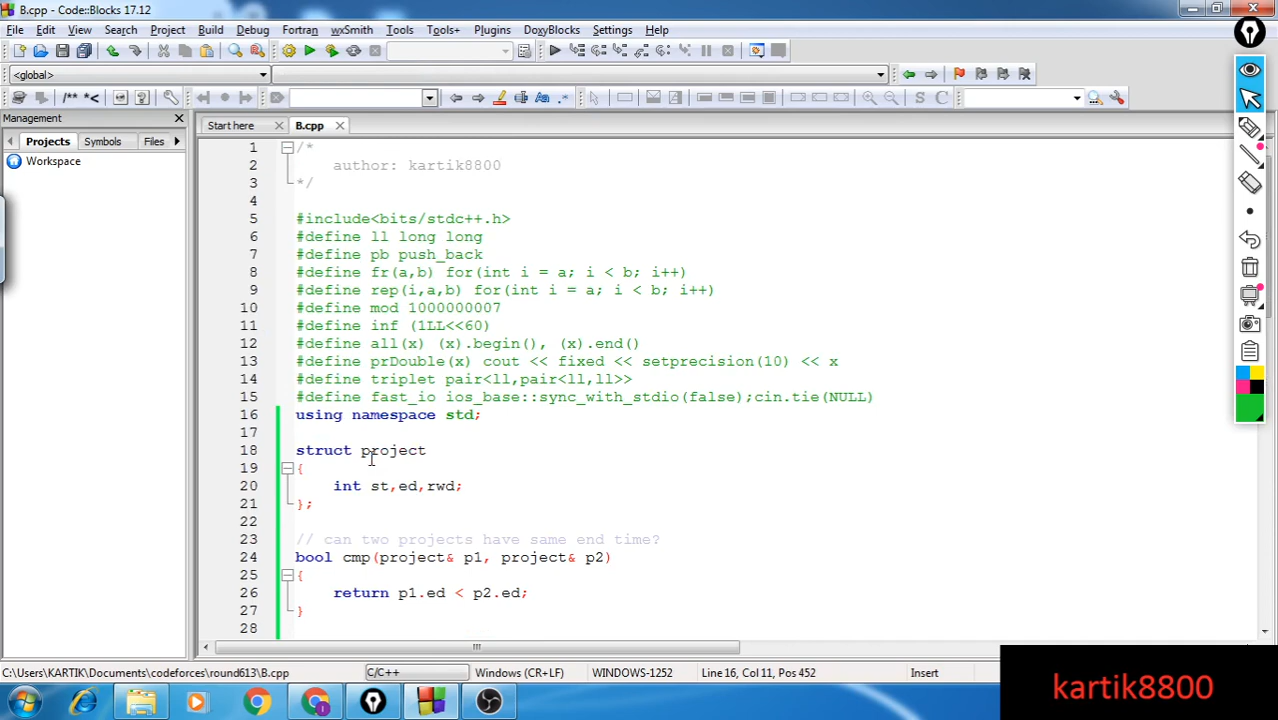 B.cpp - Code::Blocks 17.12
File Edit View Search Project Build Debug Fortran wxSmith Tools Tools+ Plugins DoxyBlocks Settings Help
<global>
/** *<
S C
Management
Projects Symbols Files
Workspace
Start here B.cpp
1 /*
2 author: kartik8800
3 */
4
5 #include<bits/stdc++.h>
6 #define ll long long
7 #define pb push_back
8 #define fr(a,b) for(int i = a; i < b; i++)
9 #define rep(i,a,b) for(int i = a; i < b; i++)
10 #define mod 1000000007
11 #define inf (1LL<<60)
12 #define all(x) (x).begin(), (x).end()
13 #define prDouble(x) cout << fixed << setprecision(10) << x
14 #define triplet pair<ll,pair<ll,ll>>
15 #define fast_io ios_base::sync_with_stdio(false);cin.tie(NULL)
16 using namespace std;
17
18 struct project
19 {
20 int st,ed,rwd;
21 };
22
23 // can two projects have same end time?
24 bool cmp(project& p1, project& p2)
25 {
26 return p1.ed < p2.ed;
27 }
28
C:\Users\KARTIK\Documents\codeforces\round613\B.cpp C/C++ Windows (CR+LF) WINDOWS-1252 Line 16, Col 11, Pos 452 Insert
kartik8800